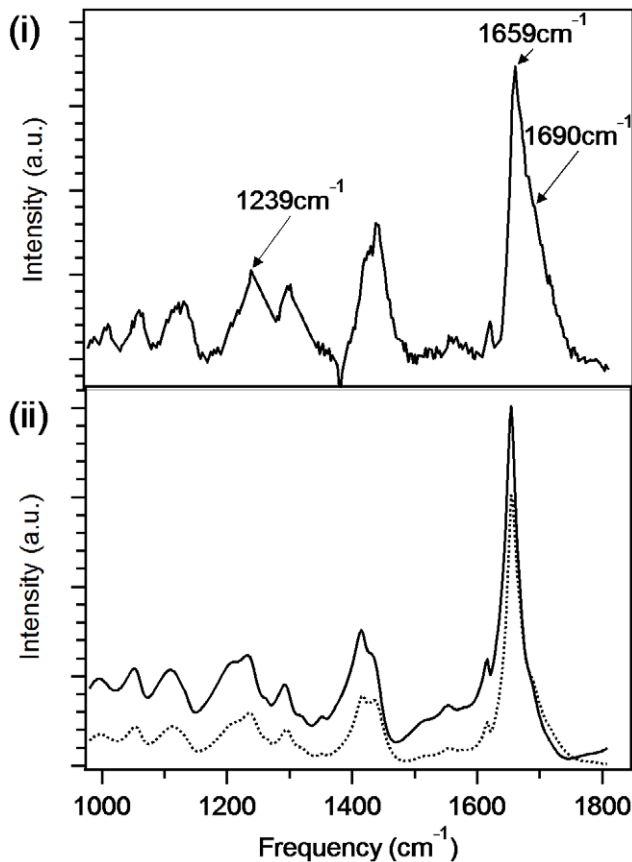 (i)
1659cm⁻¹
1690cm⁻¹
1239cm⁻¹
Intensity (a.u.)
(ii)
Intensity (a.u.)
1000 1200 1400 1600 1800
Frequency (cm⁻¹)